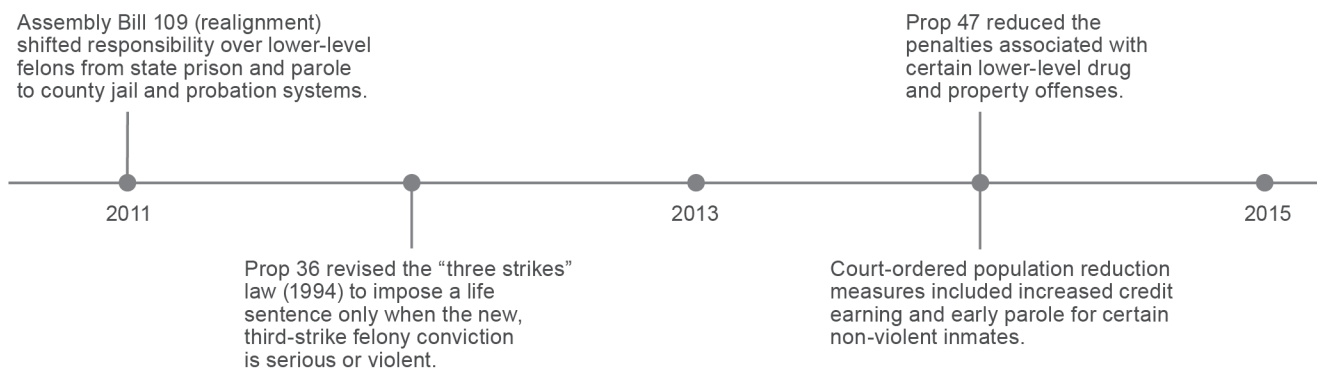 Assembly Bill 109 (realignment)
shifted responsibility over lower-level
felons from state prison and parole
to county jail and probation systems.
Prop 47 reduced the
penalties associated with
certain lower-level drug
and property offenses.
2011
2013
2015
Prop 36 revised the “three strikes”
law (1994) to impose a life
sentence only when the new,
third-strike felony conviction
is serious or violent.
Court-ordered population reduction
measures included increased credit
earning and early parole for certain
non-violent inmates.